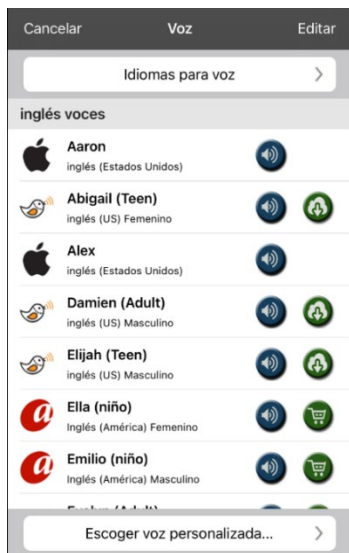 Cancelar Voz Editar
Idiomas para voz
inglés voces
Aaron
inglés (Estados Unidos)
Abigail (Teen)
inglés (US) Femenino
Alex
inglés (Estados Unidos)
Damien (Adult)
inglés (US) Masculino
Elijah (Teen)
inglés (US) Masculino
Ella (niño)
Inglés (América) Femenino
Emilio (niño)
Inglés (América) Masculino
Escoger voz personalizada...